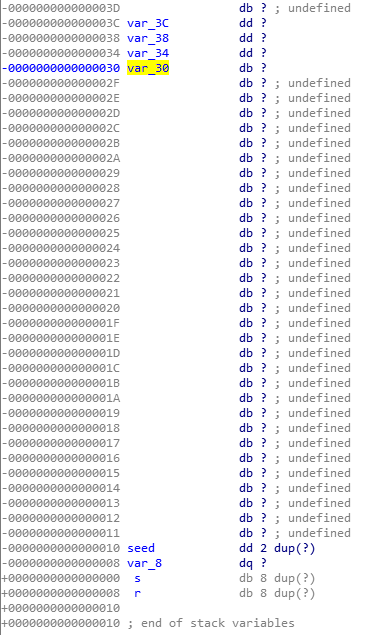 -000000000000003D db ? ; undefined
-000000000000003C var_3C dd ?
-0000000000000038 var_38 dd ?
-0000000000000034 var_34 dd ?
-0000000000000030 var_30 db ?
-000000000000002F db ? ; undefined
-000000000000002E db ? ; undefined
-000000000000002D db ? ; undefined
-000000000000002C db ? ; undefined
-000000000000002B db ? ; undefined
-000000000000002A db ? ; undefined
-0000000000000029 db ? ; undefined
-0000000000000028 db ? ; undefined
-0000000000000027 db ? ; undefined
-0000000000000026 db ? ; undefined
-0000000000000025 db ? ; undefined
-0000000000000024 db ? ; undefined
-0000000000000023 db ? ; undefined
-0000000000000022 db ? ; undefined
-0000000000000021 db ? ; undefined
-0000000000000020 db ? ; undefined
-000000000000001F db ? ; undefined
-000000000000001E db ? ; undefined
-000000000000001D db ? ; undefined
-000000000000001C db ? ; undefined
-000000000000001B db ? ; undefined
-000000000000001A db ? ; undefined
-0000000000000019 db ? ; undefined
-0000000000000018 db ? ; undefined
-0000000000000017 db ? ; undefined
-0000000000000016 db ? ; undefined
-0000000000000015 db ? ; undefined
-0000000000000014 db ? ; undefined
-0000000000000013 db ? ; undefined
-0000000000000012 db ? ; undefined
-0000000000000011 db ? ; undefined
-0000000000000010 seed dd 2 dup(?)
-0000000000000008 var_8 dq ?
+0000000000000000 s db 8 dup(?)
+0000000000000008 r db 8 dup(?)
+0000000000000010
+0000000000000010 ; end of stack variables